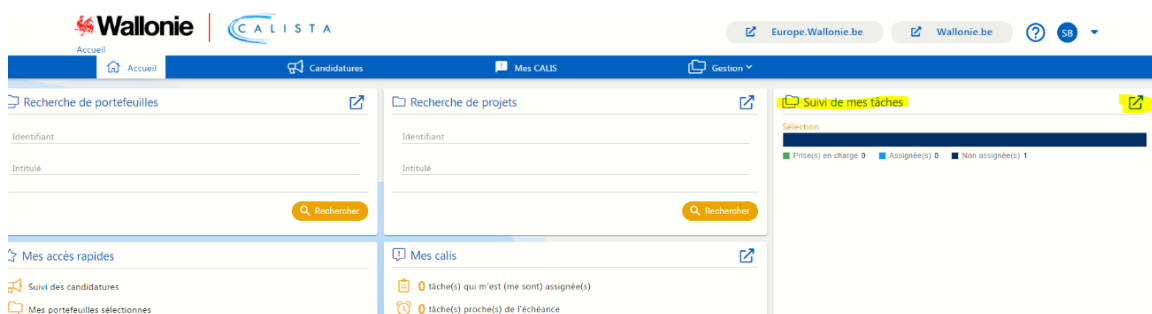 Wallonie
CALISTA
Europe.Wallonie.be
Wallonie.be
?
SB
Accueil
Accueil
Candidatures
Mes CALIS
Gestion
Recherche de portefeuilles
Identifiant
Intitulé
Rechercher
Recherche de projets
Identifiant
Intitulé
Rechercher
Suivi de mes tâches
Sélection
Prise(s) en charge 0 Assignée(s) 0 Non assignée(s) 1
Mes accès rapides
Suivi des candidatures
Mes portefeuilles sélectionnés
Mes calis
0 tâche(s) qui m'est (me sont) assignée(s)
0 tâche(s) proche(s) de l'échéance